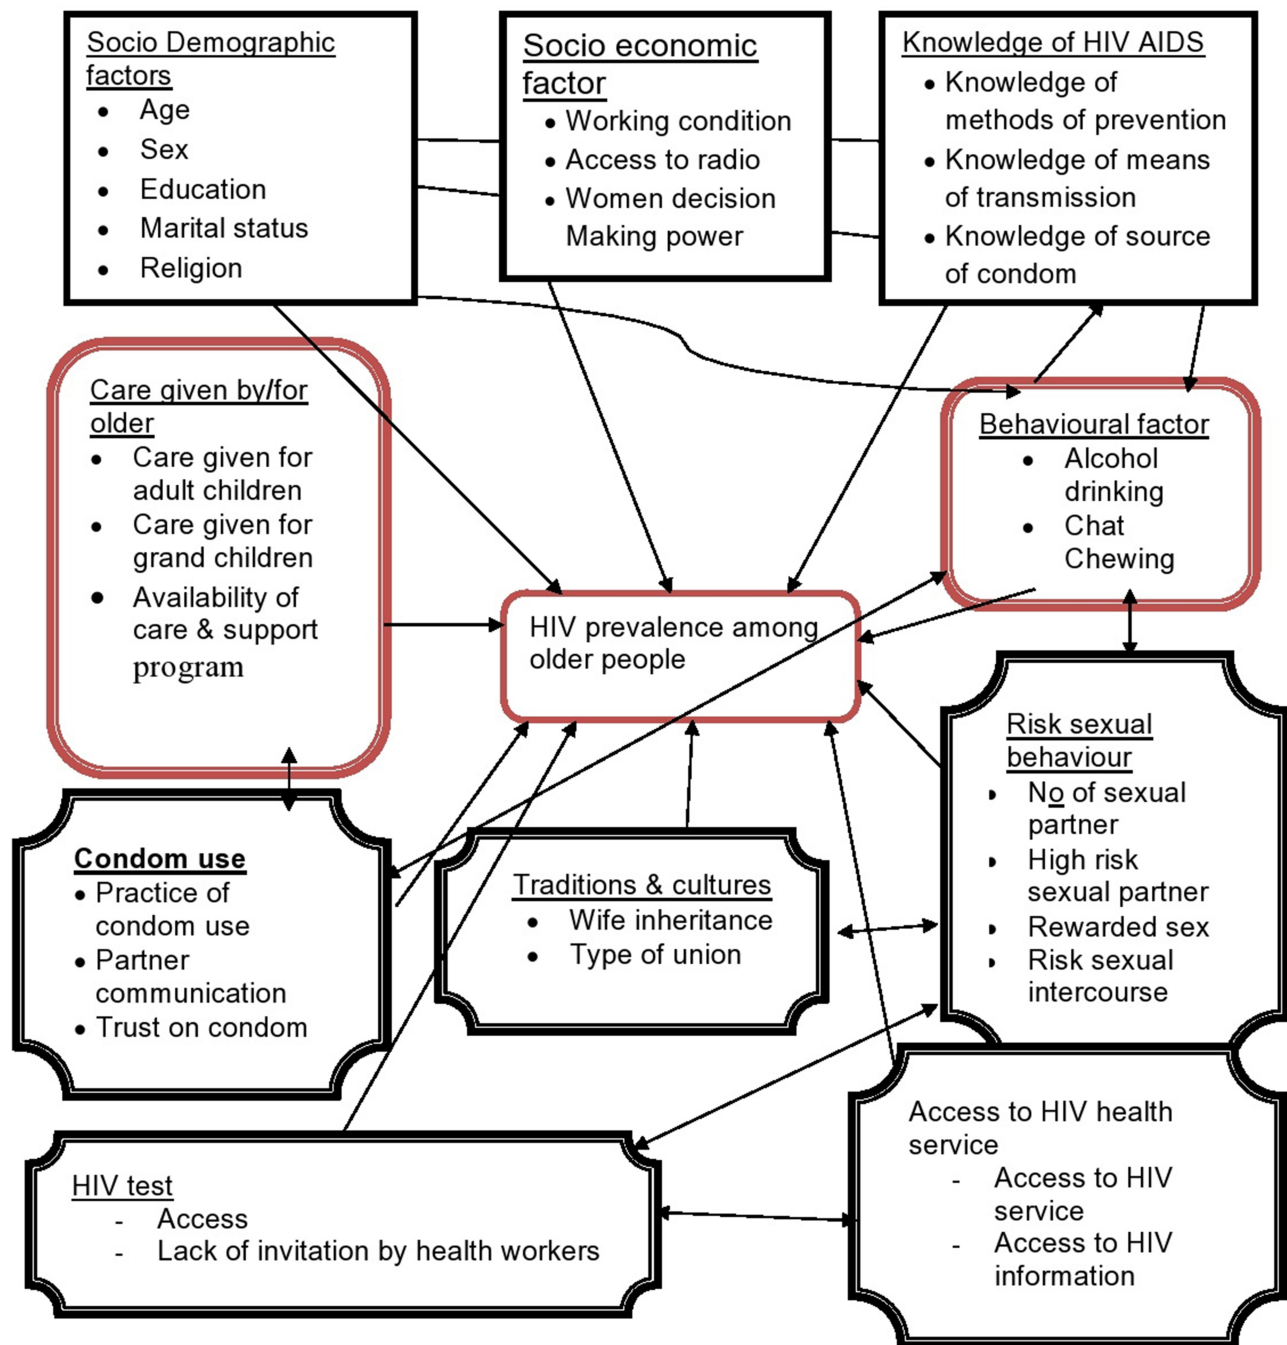 Socio Demographic
factors
• Age
• Sex
• Education
• Marital status
• Religion
Socio economic
factor
• Working condition
• Access to radio
• Women decision
Making power
Knowledge of HIV AIDS
• Knowledge of
methods of prevention
• Knowledge of means
of transmission
• Knowledge of source
of condom
Care given by/for
older
• Care given for
adult children
• Care given for
grand children
• Availability of
care & support
program
Behavioural factor
• Alcohol
drinking
• Chat
Chewing
HIV prevalence among
older people
Risk sexual
behaviour
• No of sexual
partner
• High risk
sexual partner
• Rewarded sex
• Risk sexual
intercourse
Condom use
• Practice of
condom use
• Partner
communication
• Trust on condom
Traditions & cultures
• Wife inheritance
• Type of union
HIV test
- Access
- Lack of invitation by health workers
Access to HIV health
service
- Access to HIV
service
- Access to HIV
information